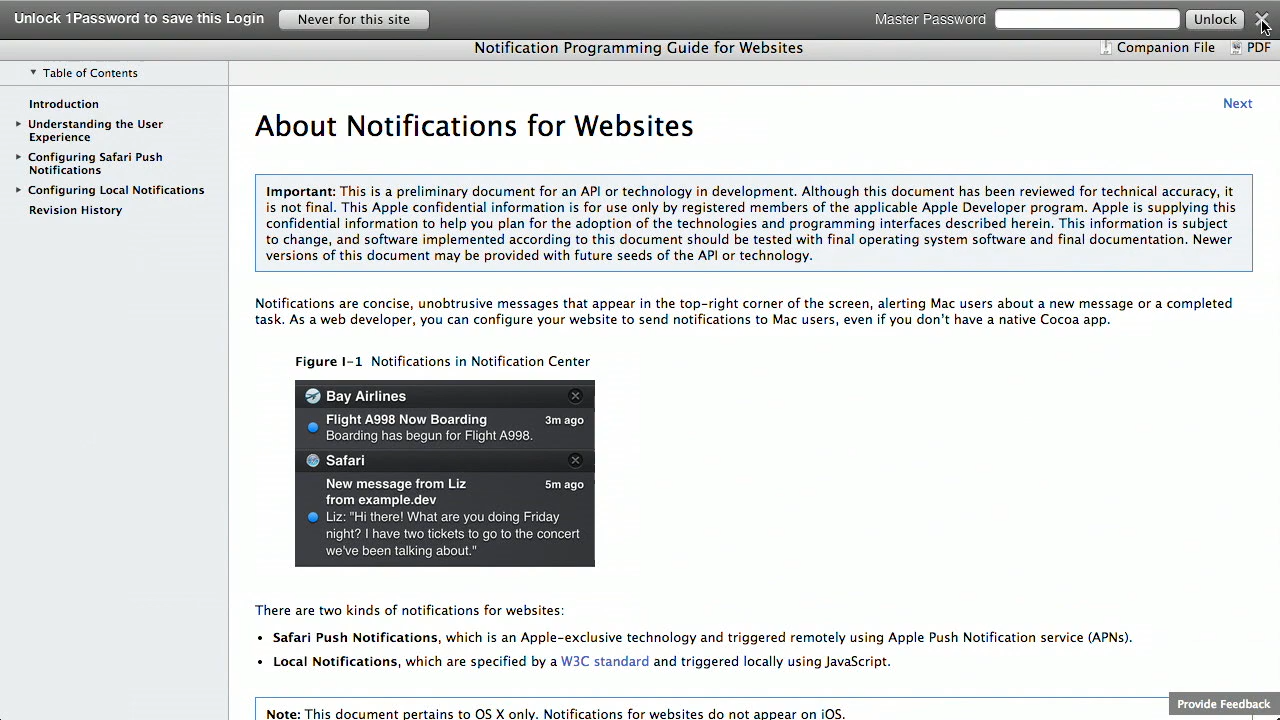 Unlock 1Password to save this Login
Never for this site
Master Password
Unlock
Notification Programming Guide for Websites
Companion File
PDF
Table of Contents
Introduction
Understanding the User
Experience
Configuring Safari Push
Notifications
Configuring Local Notifications
Revision History
Next
About Notifications for Websites
Important: This is a preliminary document for an API or technology in development. Although this document has been reviewed for technical accuracy, it
is not final. This Apple confidential information is for use only by registered members of the applicable Apple Developer program. Apple is supplying this
confidential information to help you plan for the adoption of the technologies and programming interfaces described herein. This information is subject
to change, and software implemented according to this document should be tested with final operating system software and final documentation. Newer
versions of this document may be provided with future seeds of the API or technology.
Notifications are concise, unobtrusive messages that appear in the top-right corner of the screen, alerting Mac users about a new message or a completed
task. As a web developer, you can configure your website to send notifications to Mac users, even if you don't have a native Cocoa app.
Figure I-1 Notifications in Notification Center
Bay Airlines
Flight A998 Now Boarding 3m ago
Boarding has begun for Flight A998.
Safari
New message from Liz 5m ago
from example.dev
Liz: "Hi there! What are you doing Friday
night? I have two tickets to go to the concert
we've been talking about."
There are two kinds of notifications for websites:
• Safari Push Notifications, which is an Apple-exclusive technology and triggered remotely using Apple Push Notification service (APNs).
• Local Notifications, which are specified by a W3C standard and triggered locally using JavaScript.
Note: This document pertains to OS X only. Notifications for websites do not appear on iOS.
Provide Feedback